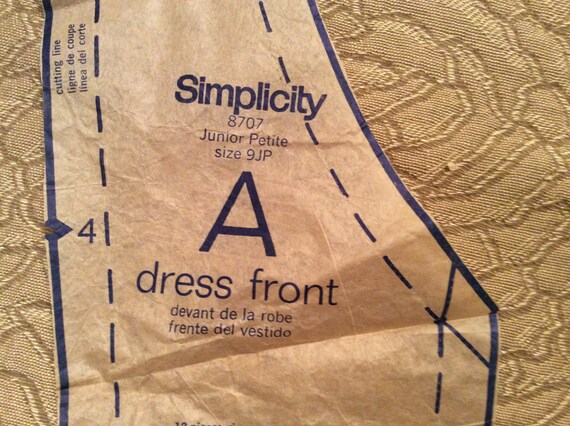 cutting line
ligne de coupe
línea del corte
Simplicity
8707
Junior Petite
size 9JP
A
4
dress front
devant de la robe
frente del vestido